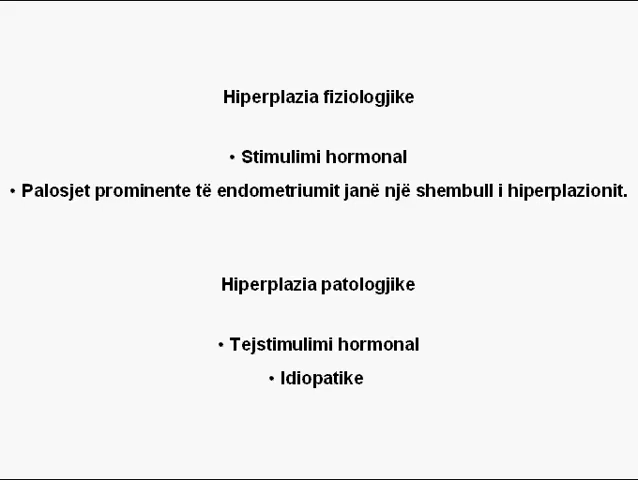 Hiperplazia fiziologjike
• Stimulimi hormonal
• Palosjet prominente të endometriumit janë një shembull i hiperplazionit.
Hiperplazia patologjike
• Tejstimulimi hormonal
• Idiopatike